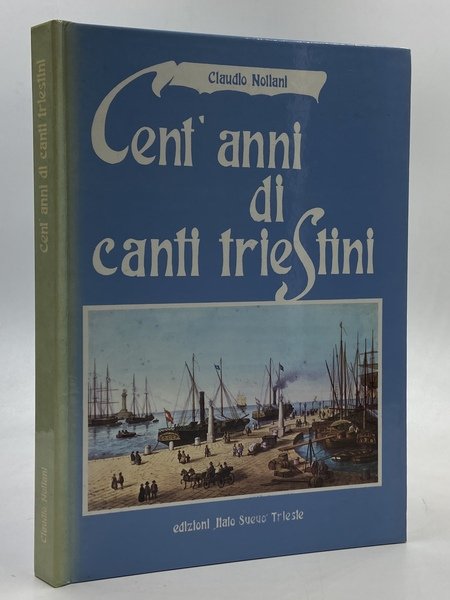 Claudio Noliani
Cent' anni
di
canti trieStini
edizioni „Italo Svevo" Trieste
Cent' anni di canti triestini
Claudio Noliani